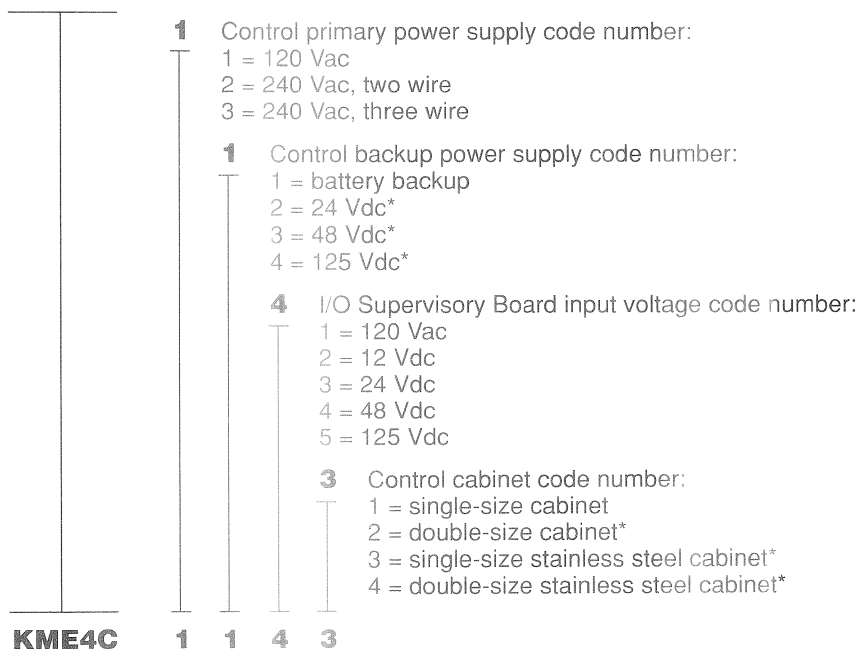 1 Control primary power supply code number:
1 = 120 Vac
2 = 240 Vac, two wire
3 = 240 Vac, three wire
1 Control backup power supply code number:
1 = battery backup
2 = 24 Vdc*
3 = 48 Vdc*
4 = 125 Vdc*
4 I/O Supervisory Board input voltage code number:
1 = 120 Vac
2 = 12 Vdc
3 = 24 Vdc
4 = 48 Vdc
5 = 125 Vdc
3 Control cabinet code number:
1 = single-size cabinet
2 = double-size cabinet*
3 = single-size stainless steel cabinet*
4 = double-size stainless steel cabinet*
KME4C 1 1 4 3